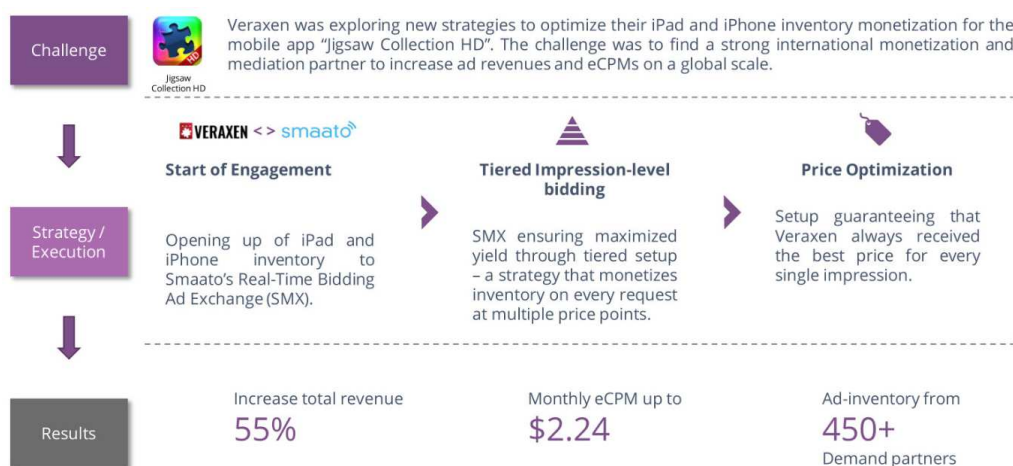 Challenge
HD
Jigsaw
Collection HD
Veraxen was exploring new strategies to optimize their iPad and iPhone inventory monetization for the
mobile app “Jigsaw Collection HD”. The challenge was to find a strong international monetization and
mediation partner to increase ad revenues and eCPMs on a global scale.
Strategy /
Execution
VERAXEN < > smaato
Start of Engagement
Opening up of iPad and
iPhone inventory to
Smaato’s Real-Time Bidding
Ad Exchange (SMX).
Tiered Impression-level
bidding
SMX ensuring maximized
yield through tiered setup
– a strategy that monetizes
inventory on every request
at multiple price points.
Price Optimization
Setup guaranteeing that
Veraxen always received
the best price for every
single impression.
Results
Increase total revenue
55%
Monthly eCPM up to
$2.24
Ad-inventory from
450+
Demand partners